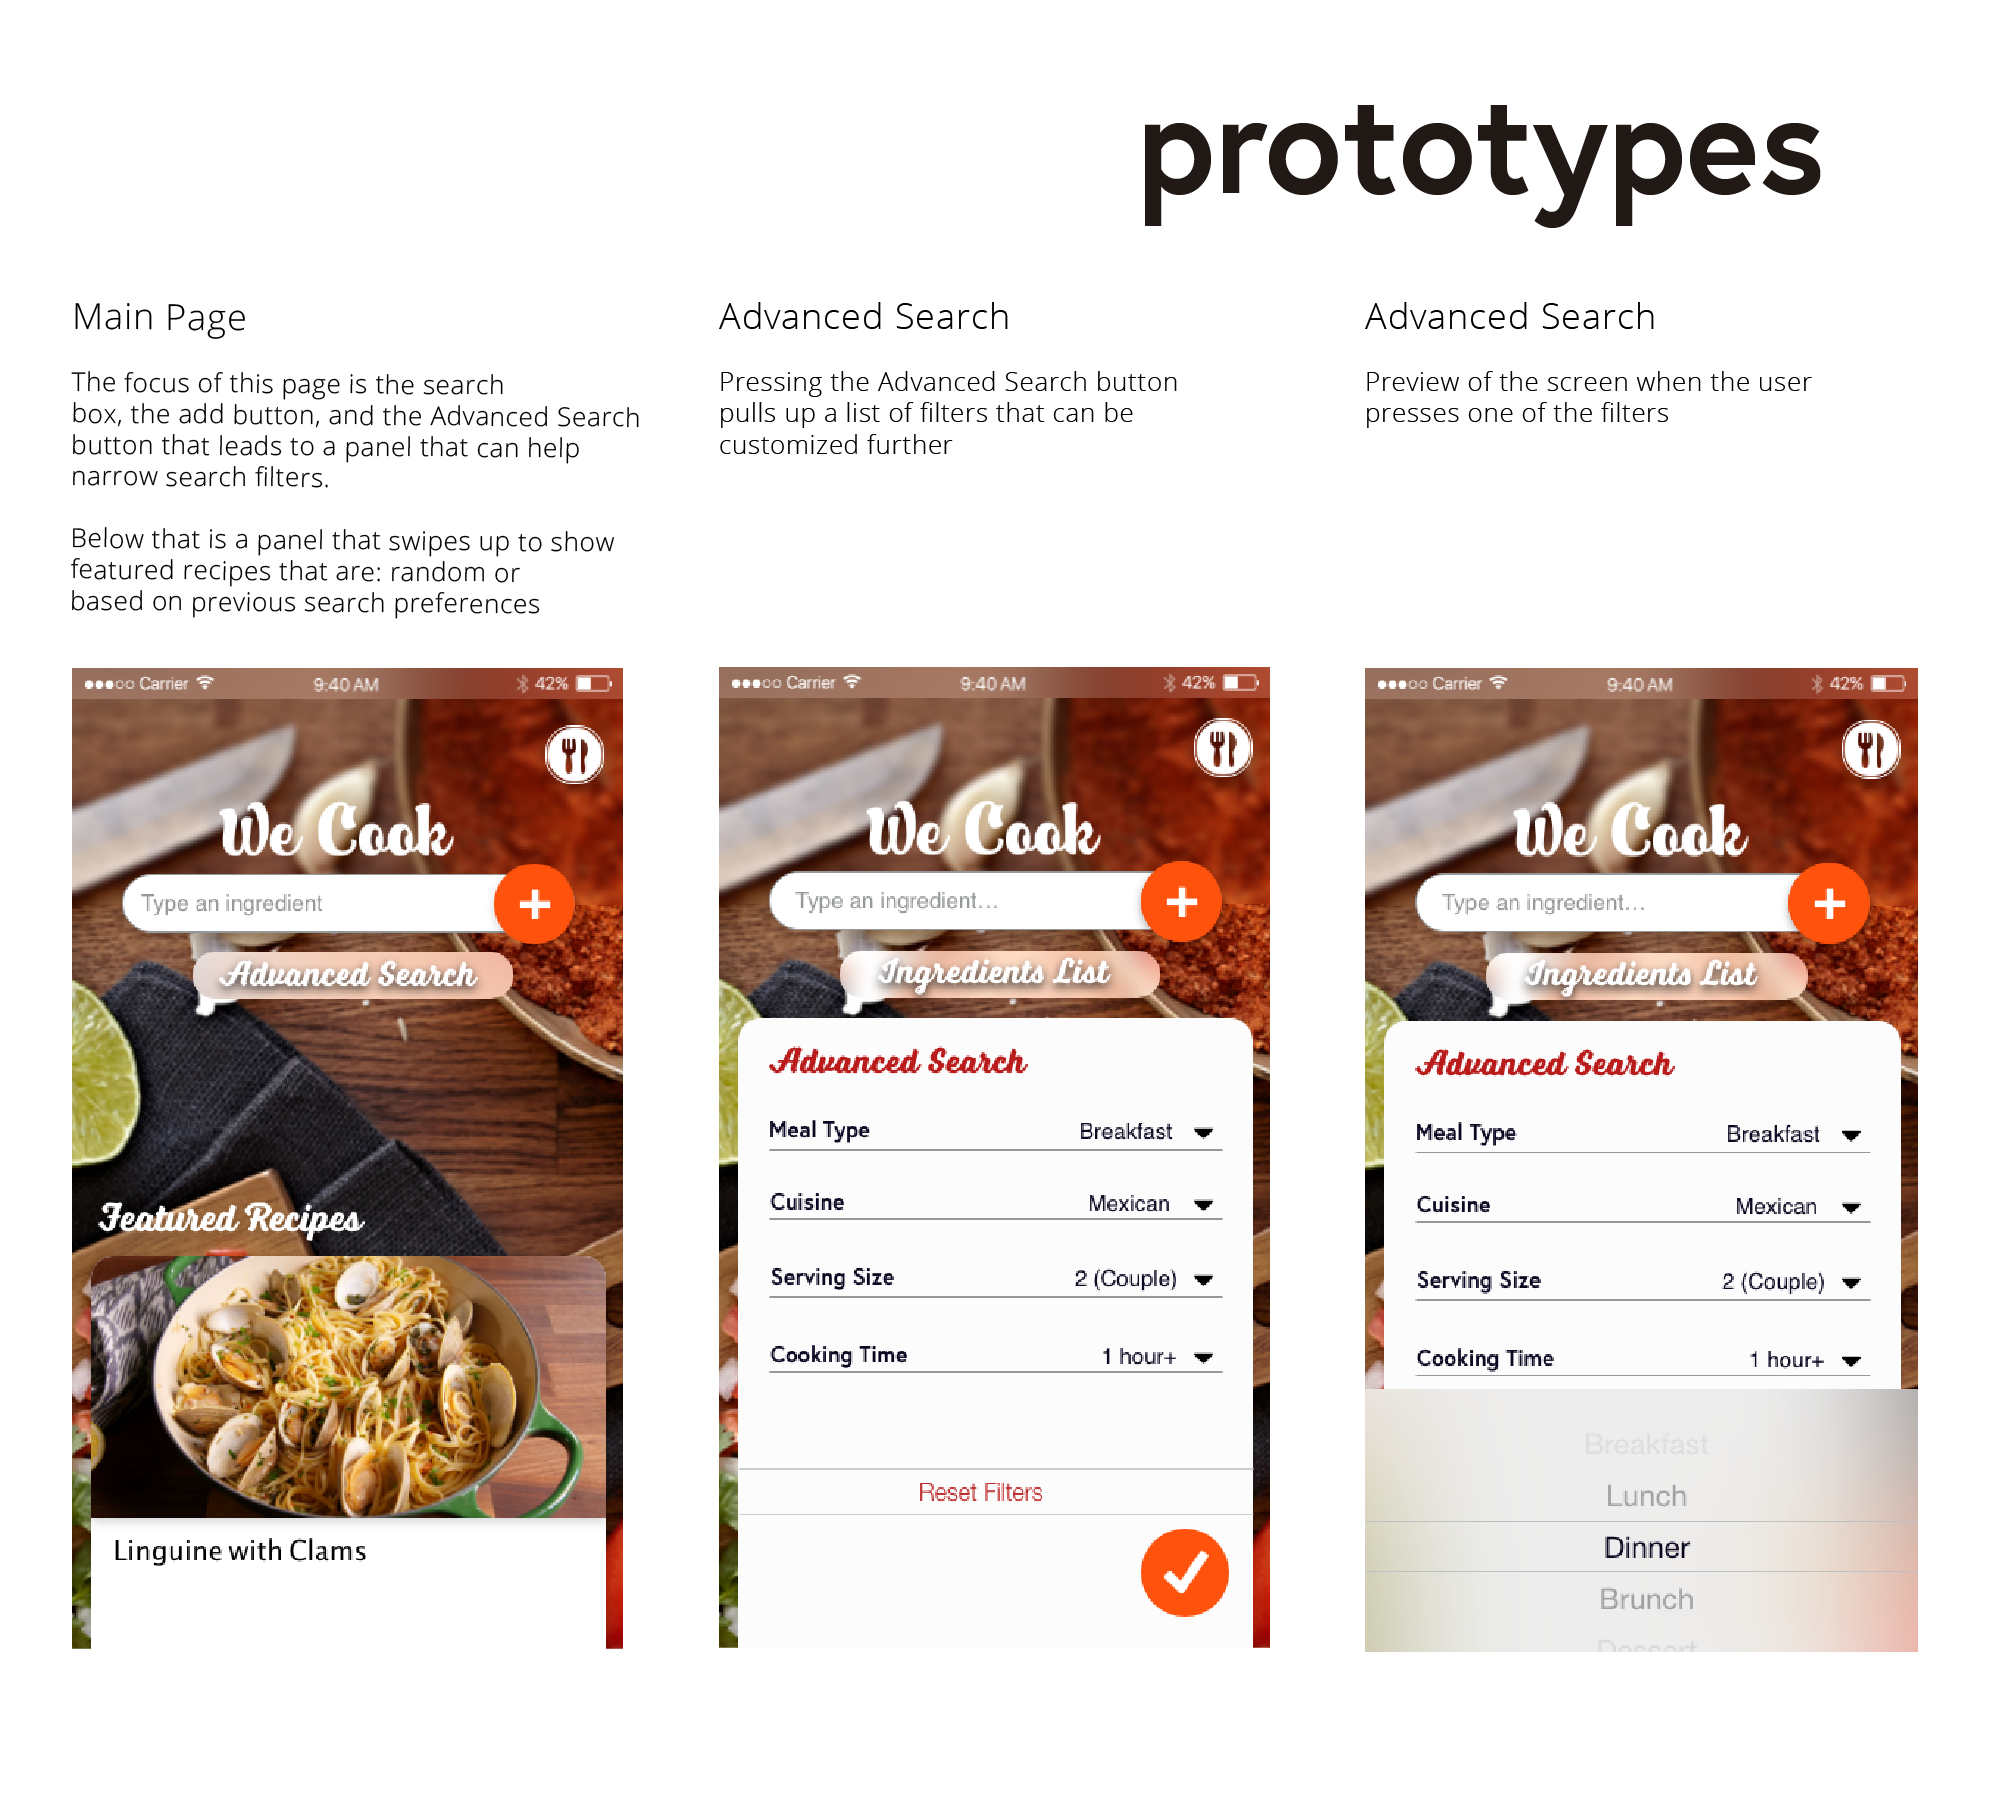 prototypes
Main Page
The focus of this page is the search
box, the add button, and the Advanced Search
button that leads to a panel that can help
narrow search filters.
Below that is a panel that swipes up to show
featured recipes that are: random or
based on previous search preferences
Advanced Search
Pressing the Advanced Search button
pulls up a list of filters that can be
customized further
Advanced Search
Preview of the screen when the user
presses one of the filters
Carrier 9:40 AM 42%
We Cook
Type an ingredient +
Advanced Search
Featured Recipes
Linguine with Clams
Carrier 9:40 AM 42%
We Cook
Type an ingredient... +
Ingredients List
Advanced Search
Meal Type Breakfast
Cuisine Mexican
Serving Size 2 (Couple)
Cooking Time 1 hour+
Reset Filters
Carrier 9:40 AM 42%
We Cook
Type an ingredient... +
Ingredients List
Advanced Search
Meal Type Breakfast
Cuisine Mexican
Serving Size 2 (Couple)
Cooking Time 1 hour+
Breakfast
Lunch
Dinner
Brunch
Dessert